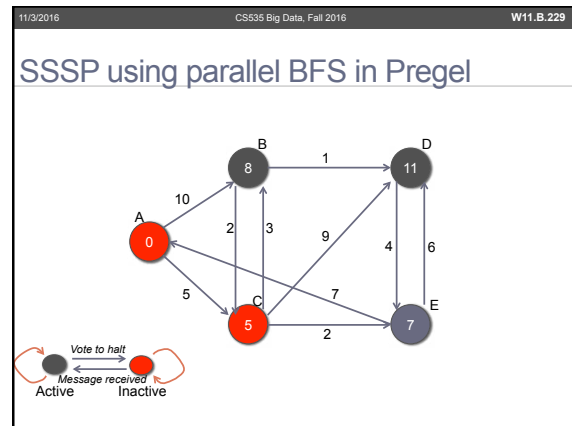 11/3/2016 CS535 Big Data, Fall 2016 W11.B.229
SSSP using parallel BFS in Pregel
B D
8 1 11
10
A
0 2 3 9 4 6
5 7
C E
5 2 7
Vote to halt
Message received
Active Inactive